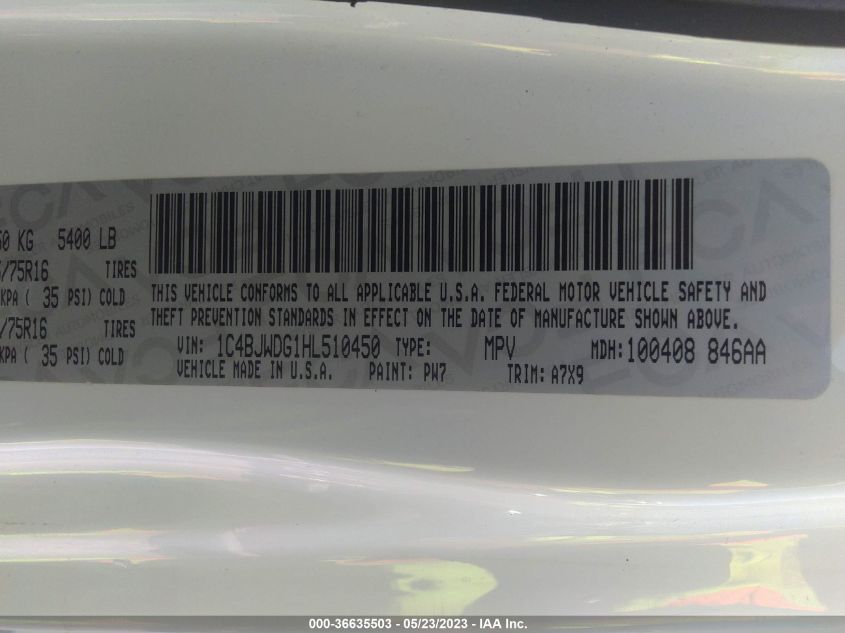 50 KG 5400 LB
/75R16 TIRES
KPA ( 35 PSI) COLD
/75R16 TIRES
KPA ( 35 PSI) COLD
THIS VEHICLE CONFORMS TO ALL APPLICABLE U.S.A. FEDERAL MOTOR VEHICLE SAFETY AND
THEFT PREVENTION STANDARDS IN EFFECT ON THE DATE OF MANUFACTURE SHOWN ABOVE.
VIN: 1C4BJWDG1HL510450 TYPE: MPV MDH: 100408 846AA
VEHICLE MADE IN U.S.A. PAINT: PW7 TRIM: A7X9
000-36635503 - 05/23/2023 - IAA Inc.